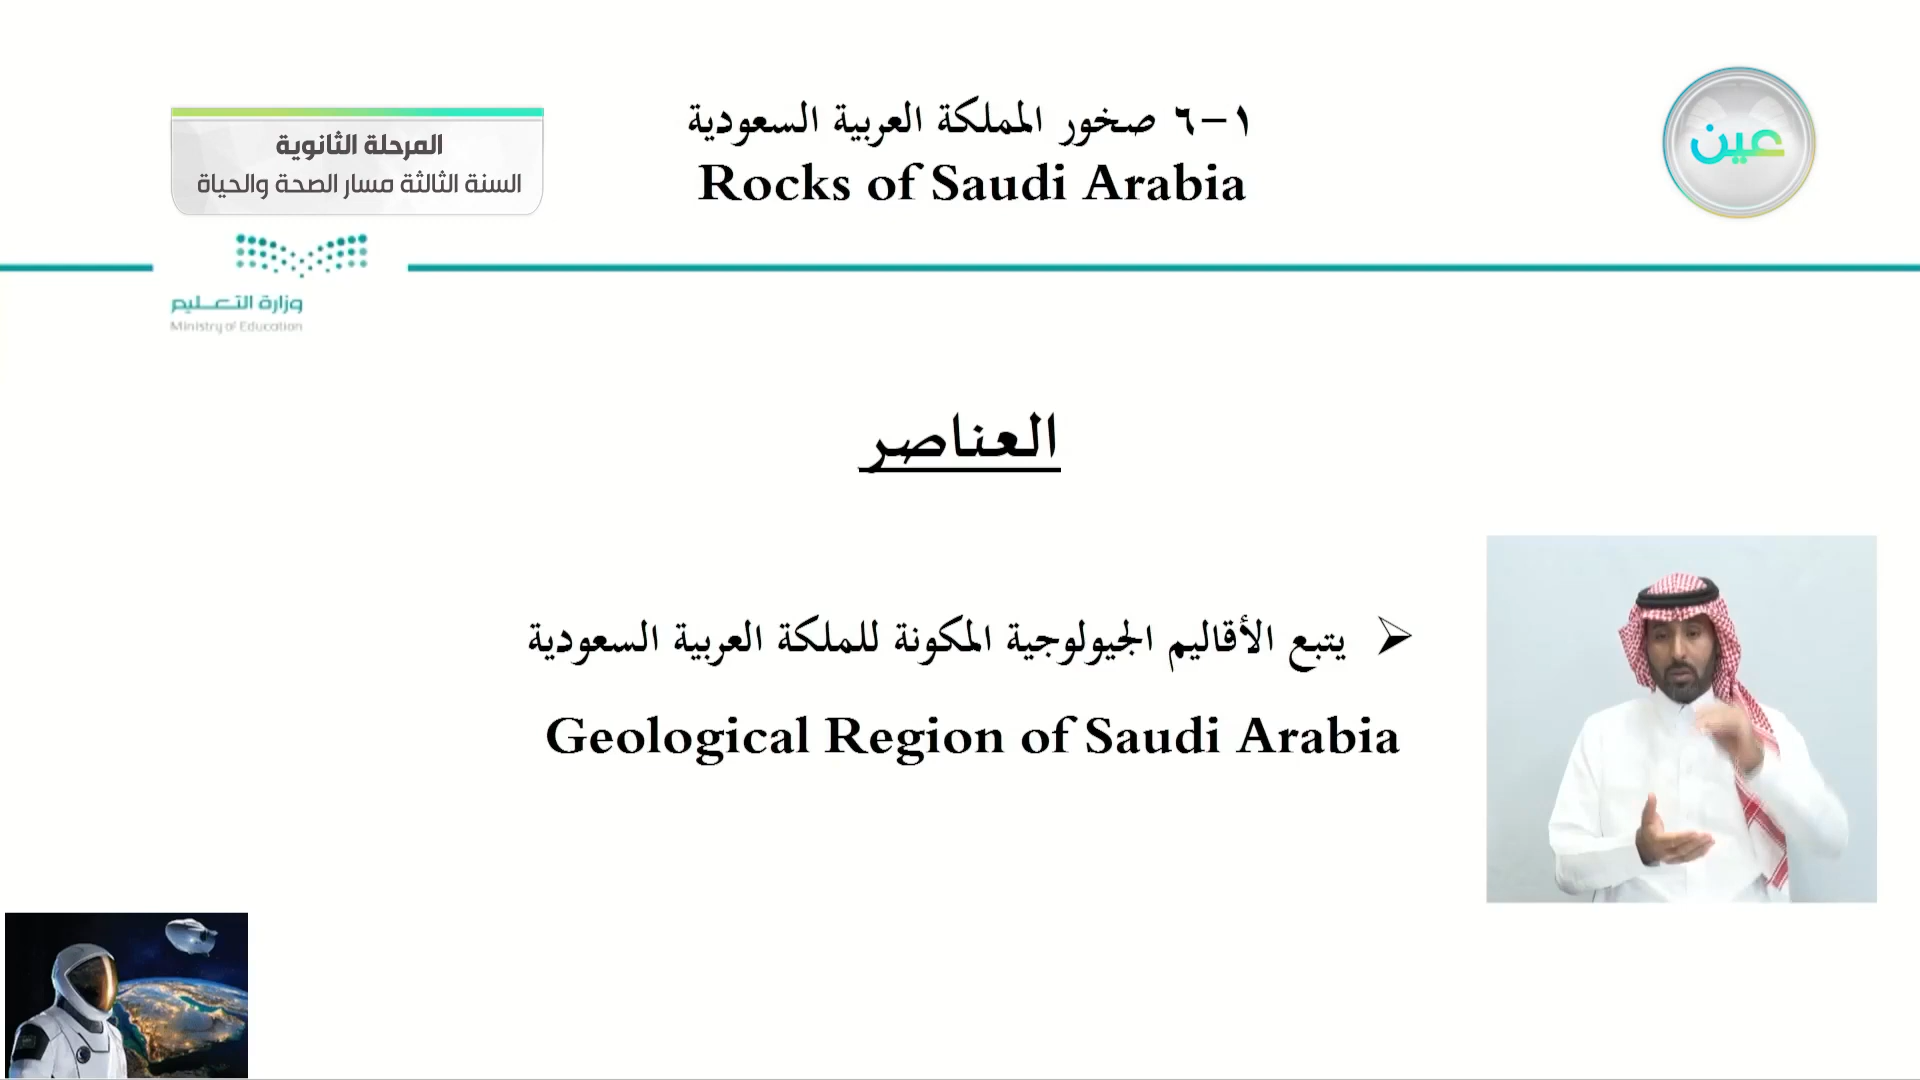 ١-٦ صخور المملكة العربية السعودية
Rocks of Saudi Arabia
عين
المرحلة الثانوية
السنة الثالثة مسار الصحة والحياة
وزارة التعليم
Ministry of Education
العناصر
يتبع الأقاليم الجيولوجية المكونة للملكة العربية السعودية
Geological Region of Saudi Arabia